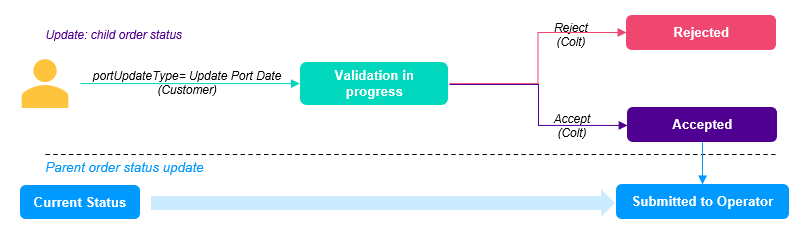 Update: child order status
portUpdateType= Update Port Date
(Customer)
Validation in
progress
Reject
(Colt)
Rejected
Accept
(Colt)
Accepted
Parent order status update
Current Status
Submitted to Operator